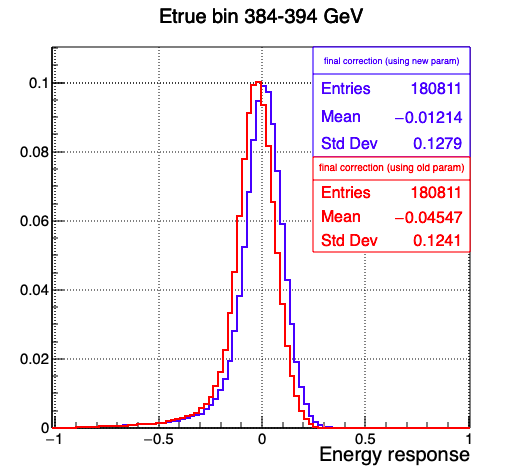 Etrue bin 384-394 GeV
final correction (using new param)
Entries 180811
Mean −0.01214
Std Dev 0.1279
final correction (using old param)
Entries 180811
Mean −0.04547
Std Dev 0.1241
0.1
0.08
0.06
0.04
0.02
0
−1 −0.5 0 0.5 1
Energy response